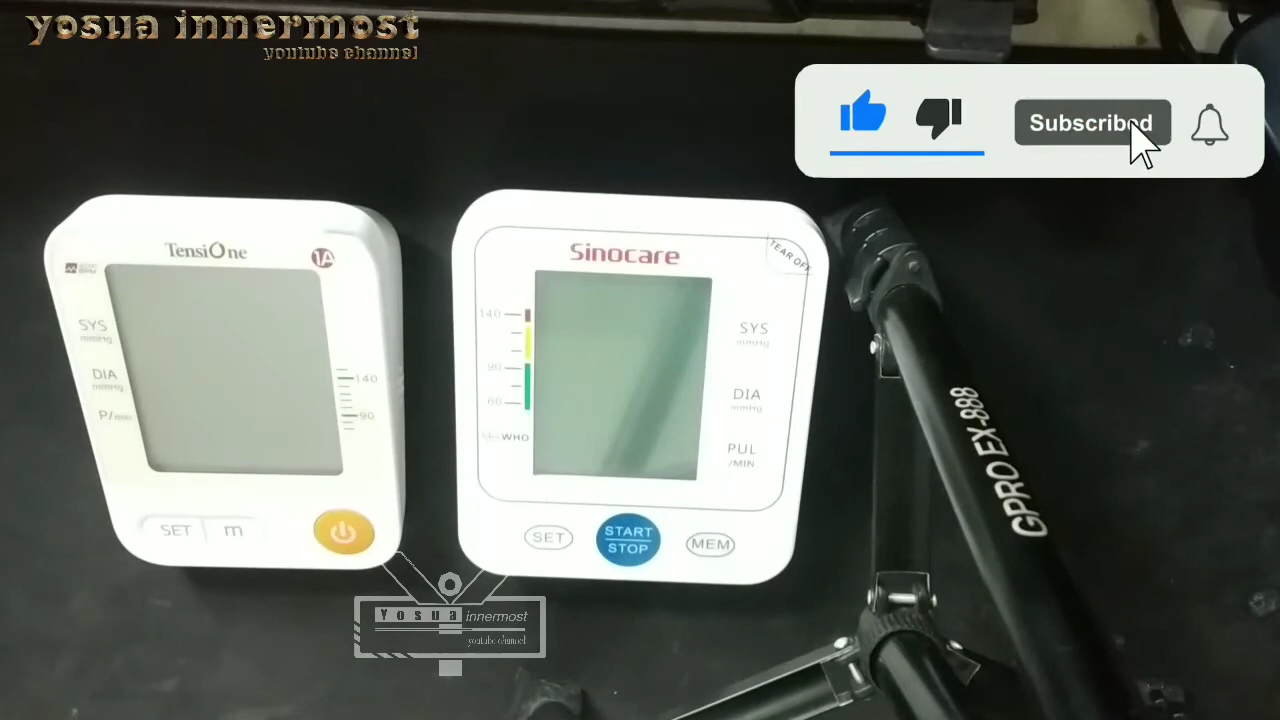 yosua innermost
youtube channel
Subscribed
TensiOne
1A
SYS
mmHg
DIA
mmHg
P/min
140
90
SET
m
Sinocare
TEAR OFF
140
90
60
WHO
SYS
mmHg
DIA
mmHg
PUL
/MIN
SET
START
STOP
MEM
GPRO EX-888
Yosua innermost
youtube channel